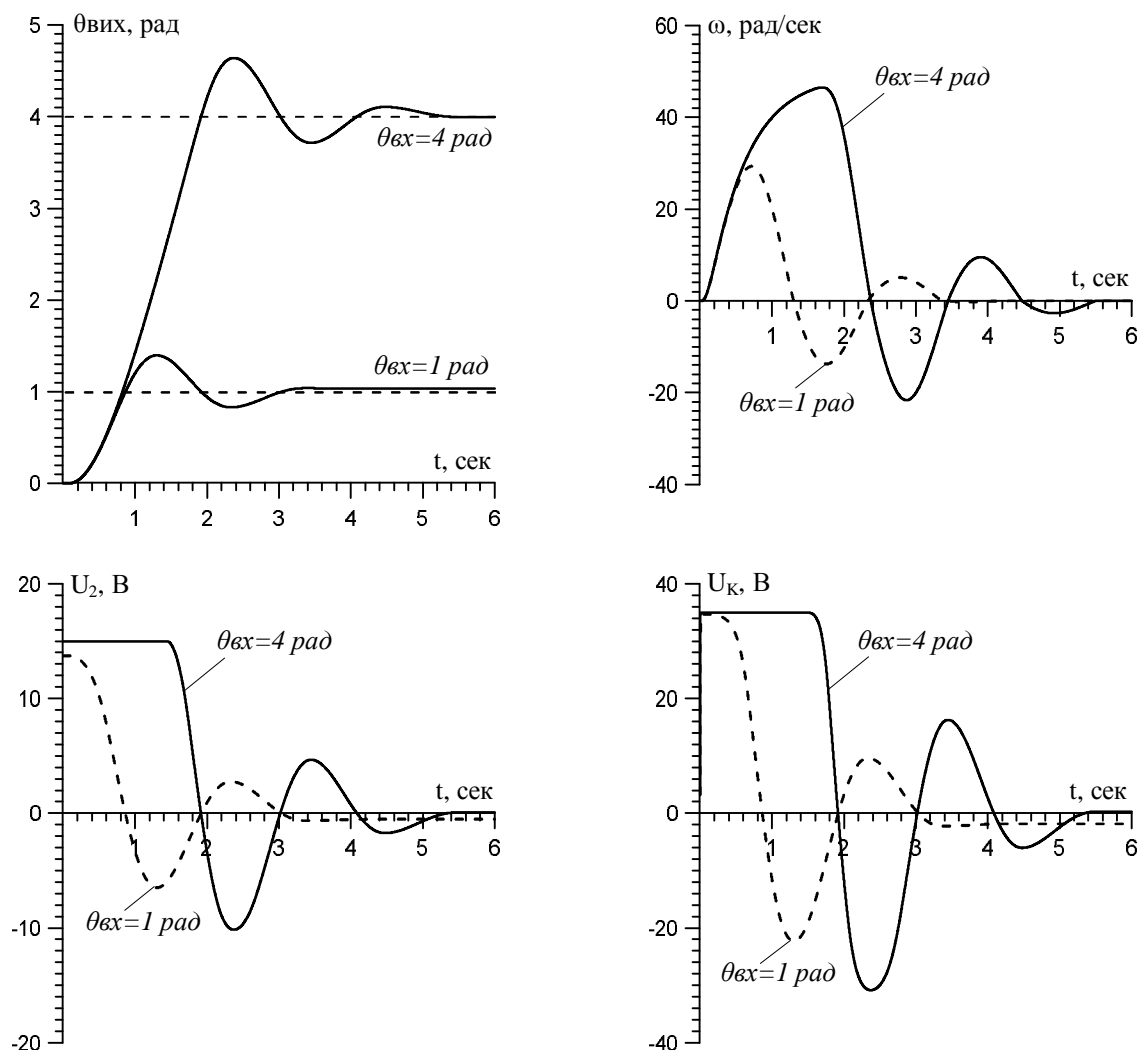 θвих, рад
5
4
3
2
1
0
θвх=4 рад
θвх=1 рад
t, сек
1 2 3 4 5 6
ω, рад/сек
60
40
20
0
-20
-40
θвх=4 рад
t, сек
1 2 3 4 5 6
θвх=1 рад
U₂, В
20
10
0
-10
-20
θвх=4 рад
t, сек
1 2 3 4 5 6
θвх=1 рад
U_K, В
40
20
0
-20
-40
θвх=4 рад
t, сек
1 2 3 4 5 6
θвх=1 рад